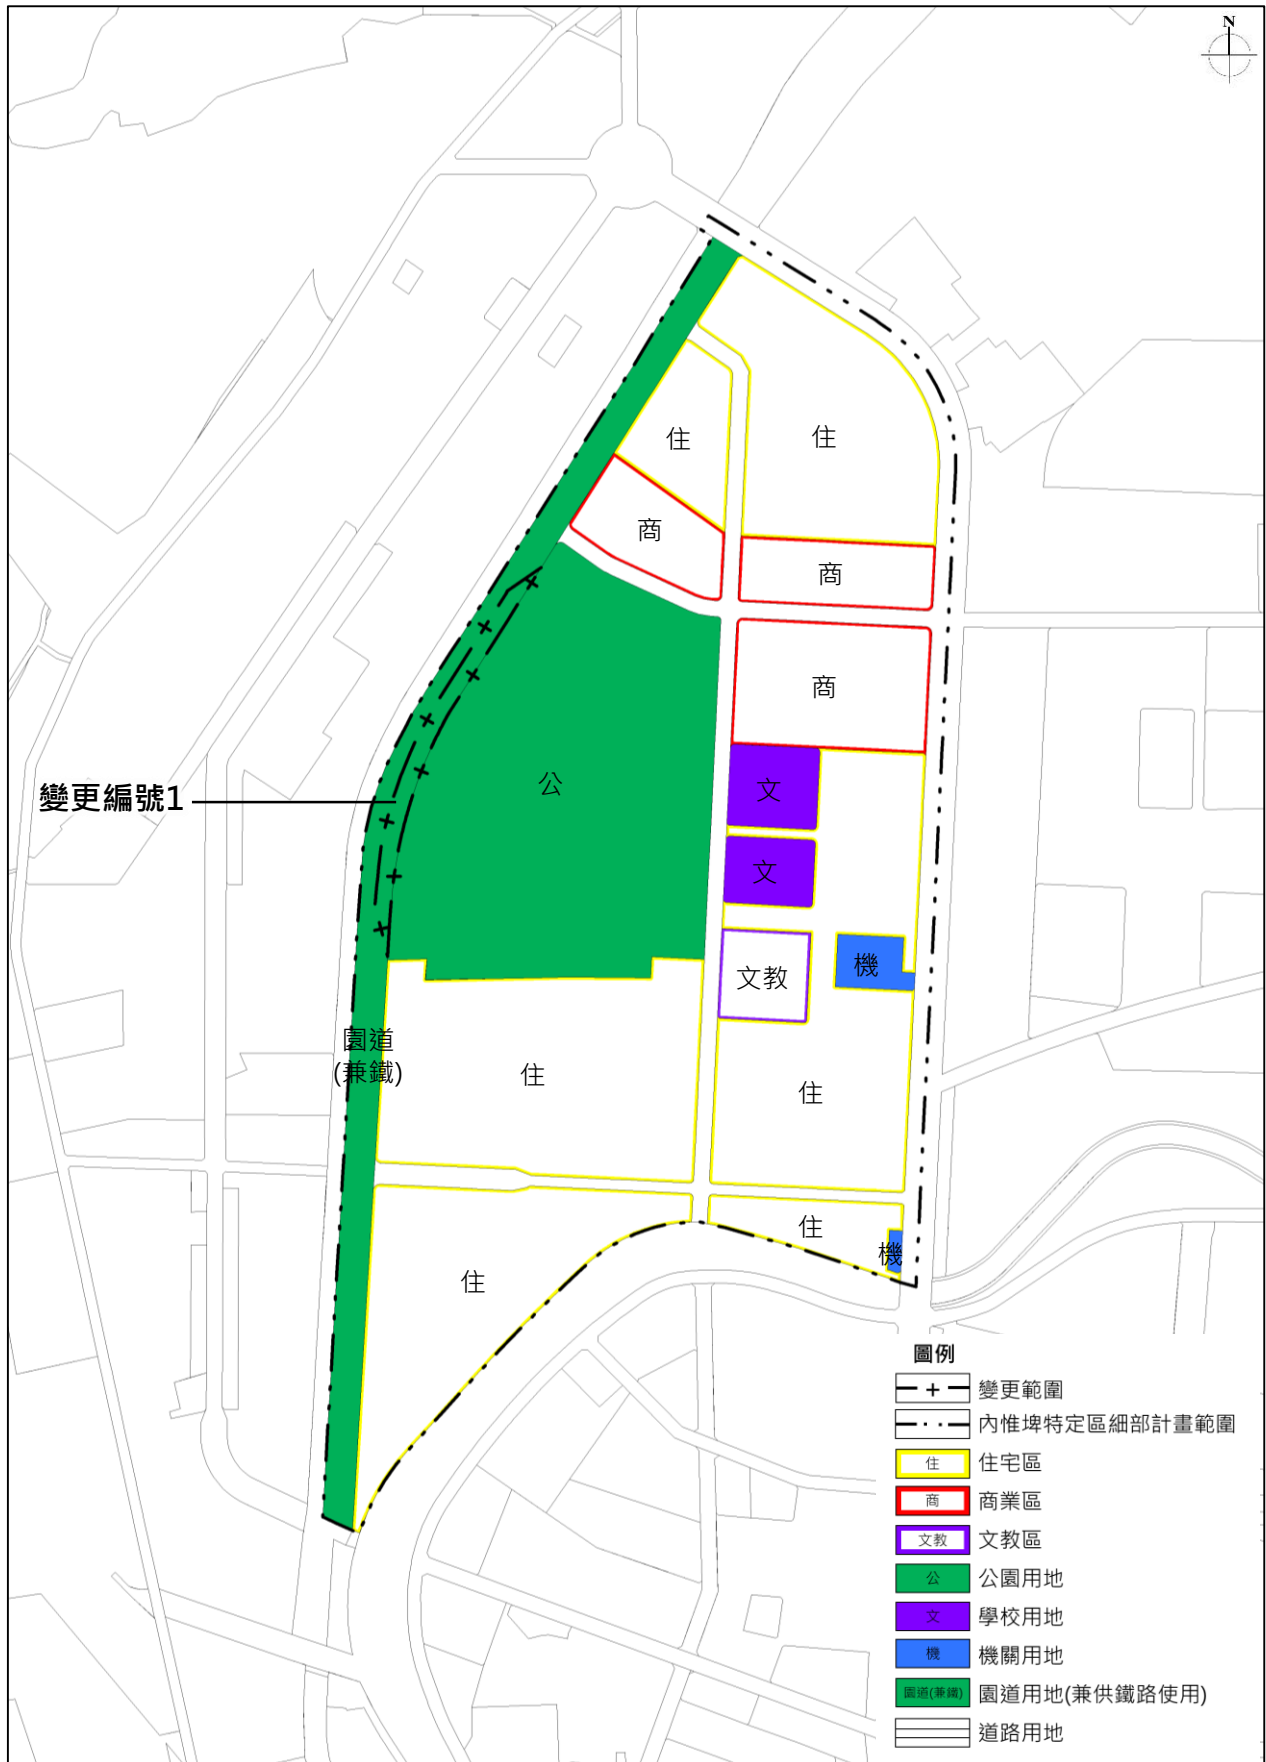 N
住
住
商
商
商
變更編號1
公
文
文
文教
機
園道
(兼鐵)
住
住
住
機
住
圖例
變更範圍
內惟埤特定區細部計畫範圍
住 住宅區
商 商業區
文教 文教區
公 公園用地
文 學校用地
機 機關用地
園道(兼鐵) 園道用地(兼供鐵路使用)
道路用地